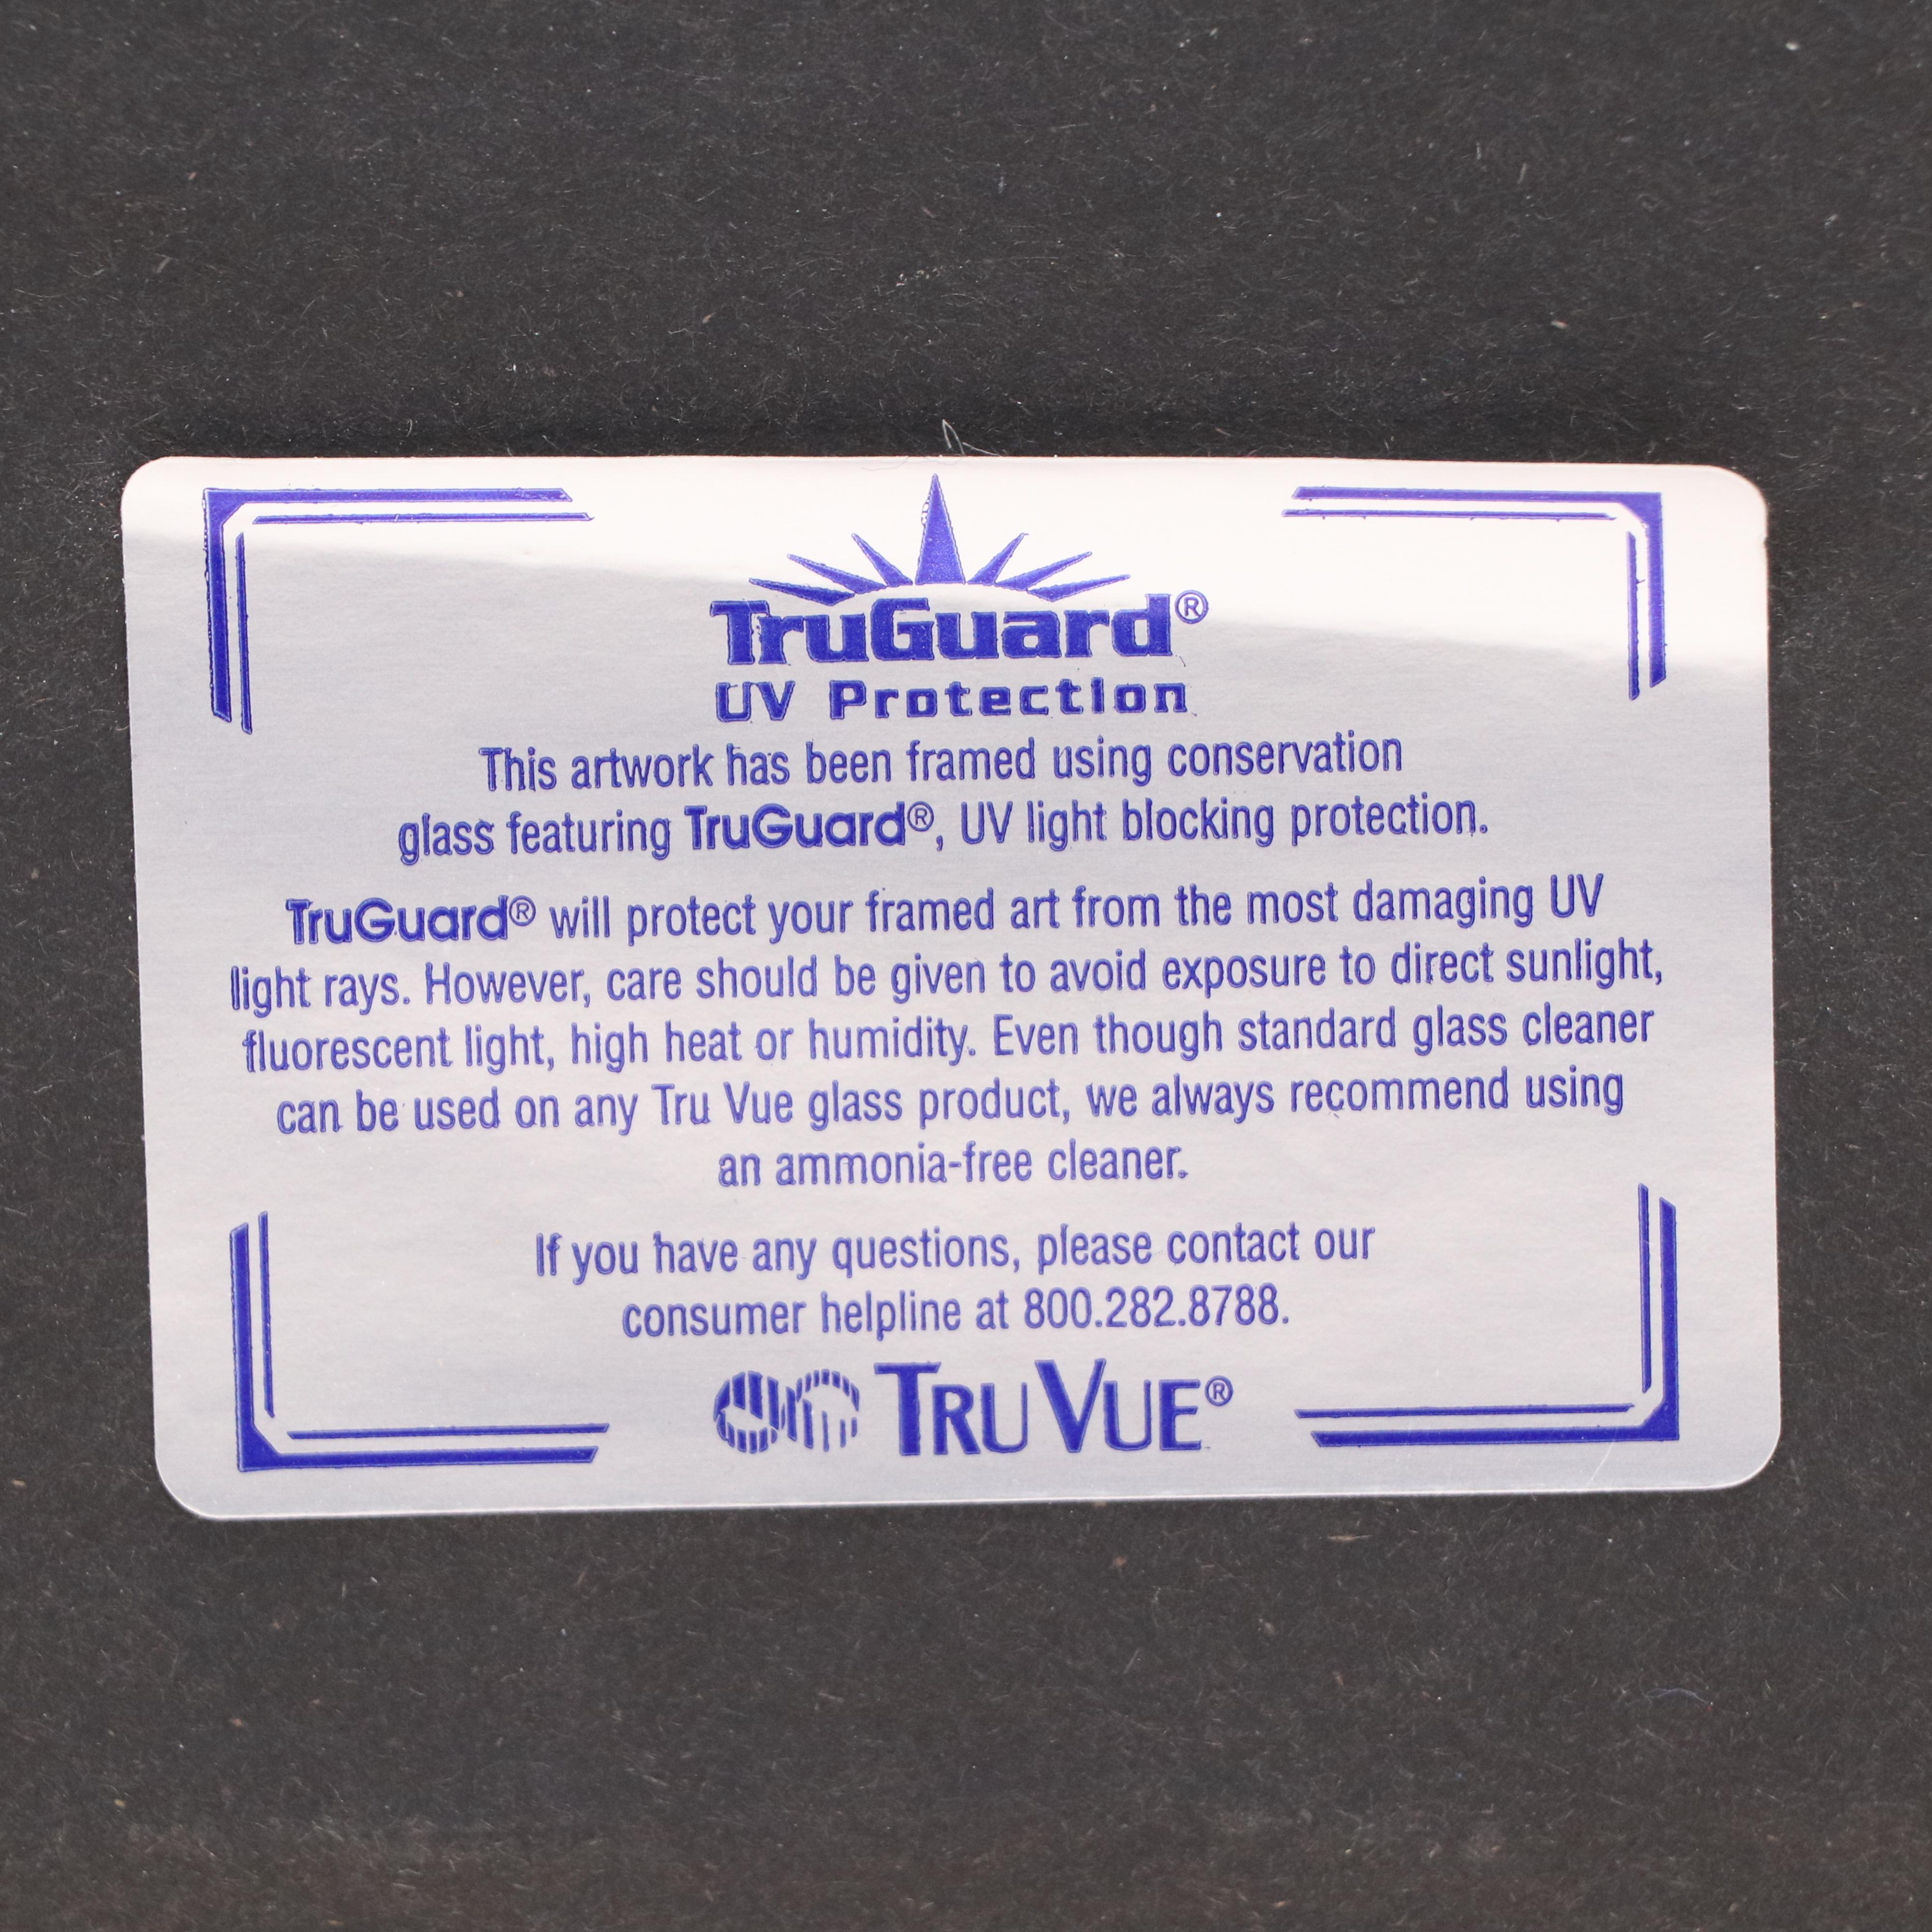 TruGuard®
UV Protection
This artwork has been framed using conservation
glass featuring TruGuard®, UV light blocking protection.
TruGuard® will protect your framed art from the most damaging UV
light rays. However, care should be given to avoid exposure to direct sunlight,
fluorescent light, high heat or humidity. Even though standard glass cleaner
can be used on any Tru Vue glass product, we always recommend using
an ammonia-free cleaner.
If you have any questions, please contact our
consumer helpline at 800.282.8788.
TRU VUE®